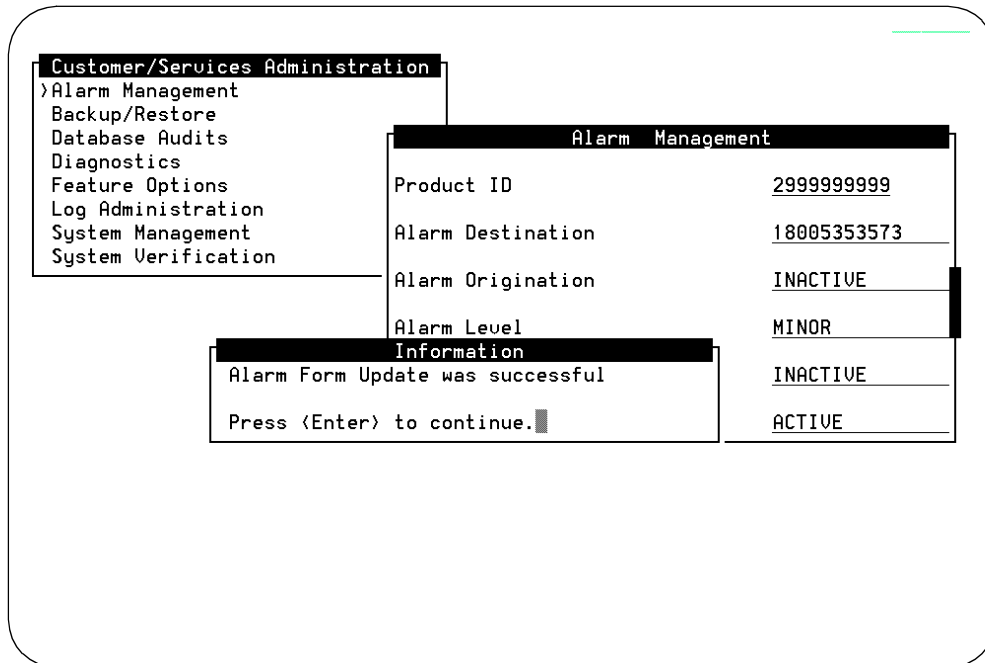 Customer/Services Administration
>Alarm Management
Backup/Restore
Database Audits
Diagnostics
Feature Options
Log Administration
System Management
System Verification
Alarm Management
Product ID 2999999999
Alarm Destination 18005353573
Alarm Origination INACTIVE
Alarm Level MINOR
INACTIVE
ACTIVE
Information
Alarm Form Update was successful
Press <Enter> to continue.